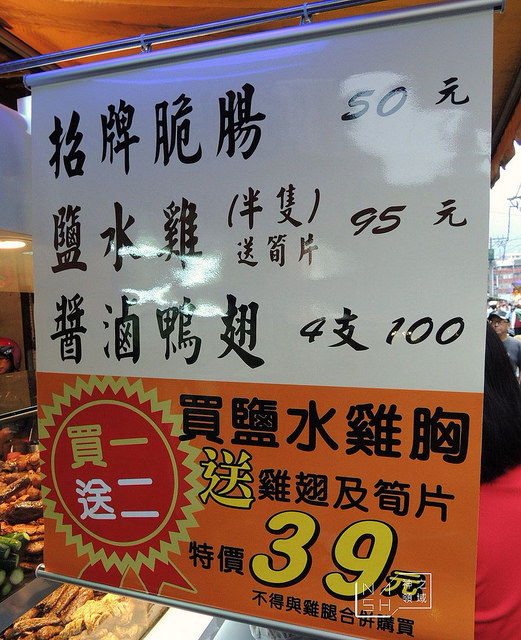 招牌脆腸 50 元
鹽水雞 (半隻) 送筍片 95 元
醬滷鴨翅 4支 100
買一
送二
買鹽水雞胸
送雞翅及筍片
特價39元
不得與雞腿合併購買